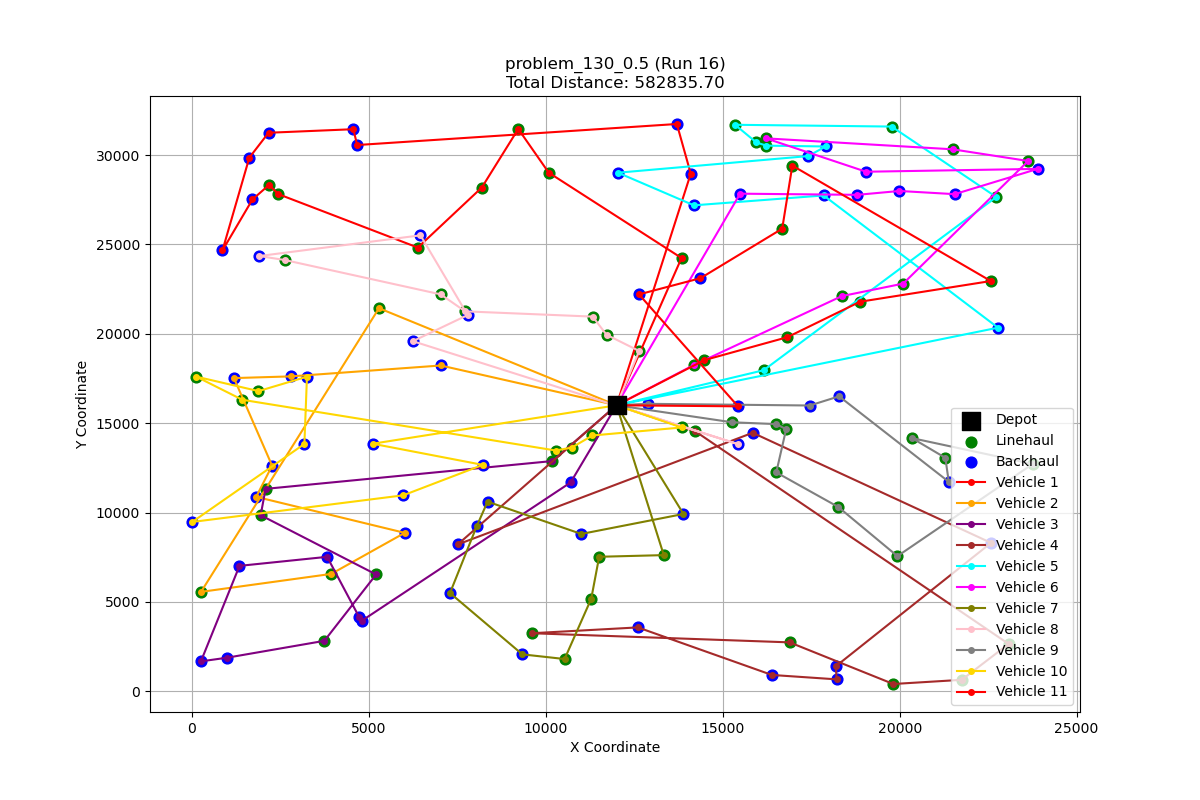 problem_130_0.5 (Run 16)
Total Distance: 582835.70
Y Coordinate
30000
25000
20000
15000
10000
5000
0
0
5000
10000
15000
20000
25000
X Coordinate
Depot
Linehaul
Backhaul
Vehicle 1
Vehicle 2
Vehicle 3
Vehicle 4
Vehicle 5
Vehicle 6
Vehicle 7
Vehicle 8
Vehicle 9
Vehicle 10
Vehicle 11